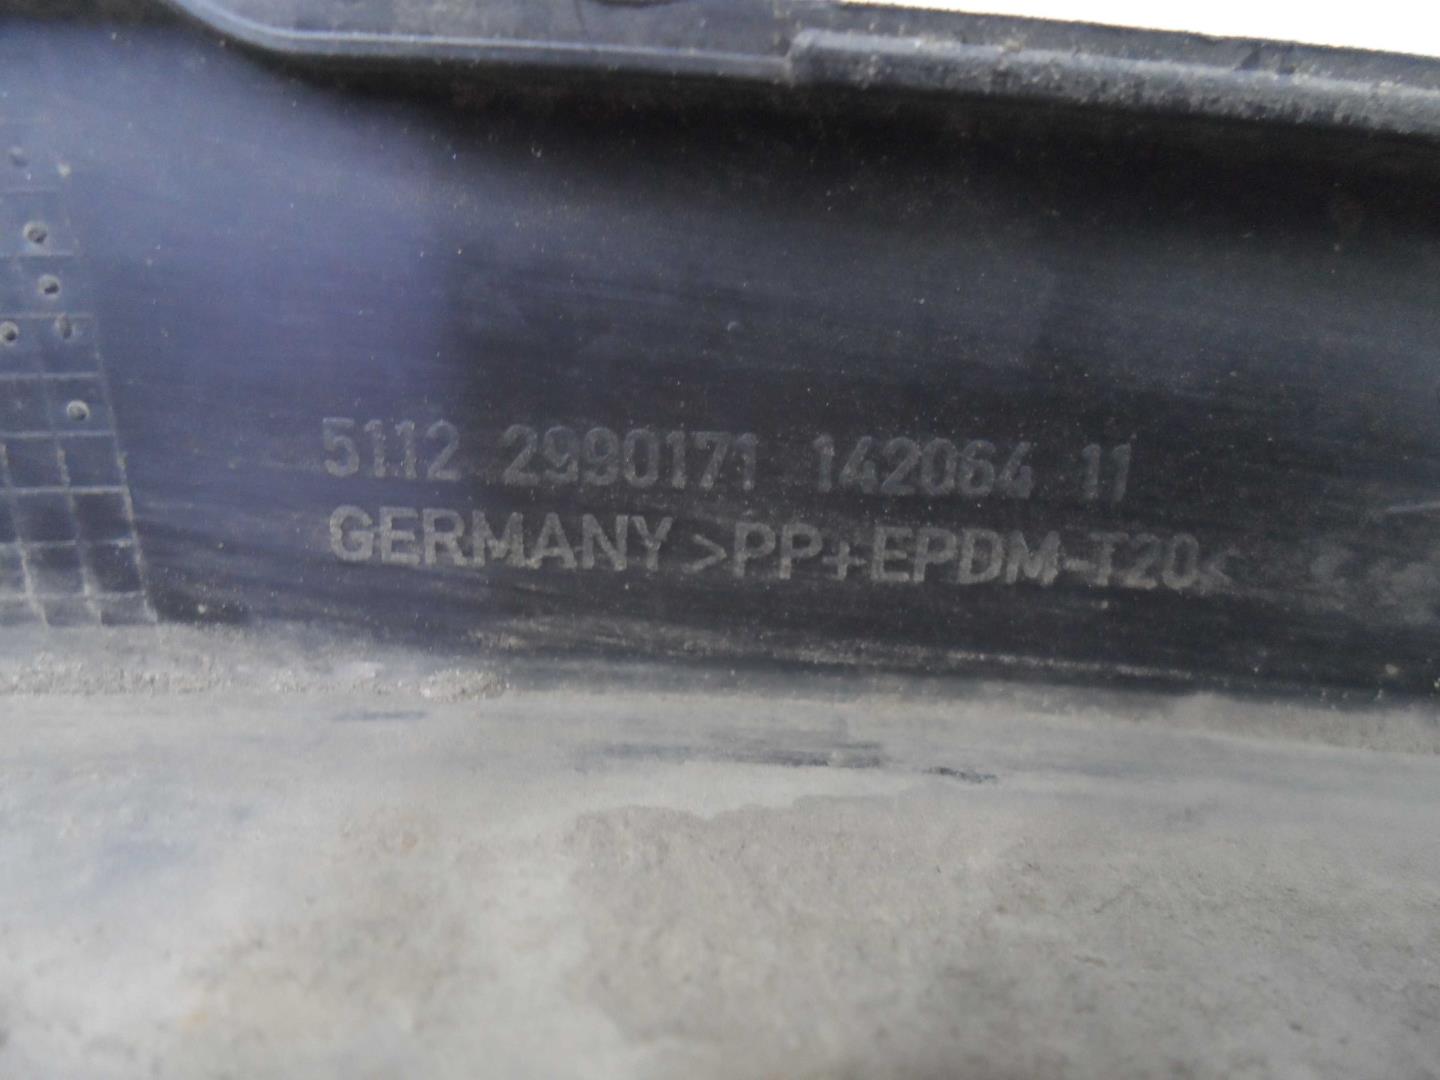 5112 2990171 142064 11
GERMANY >PP+EPDM-T20<